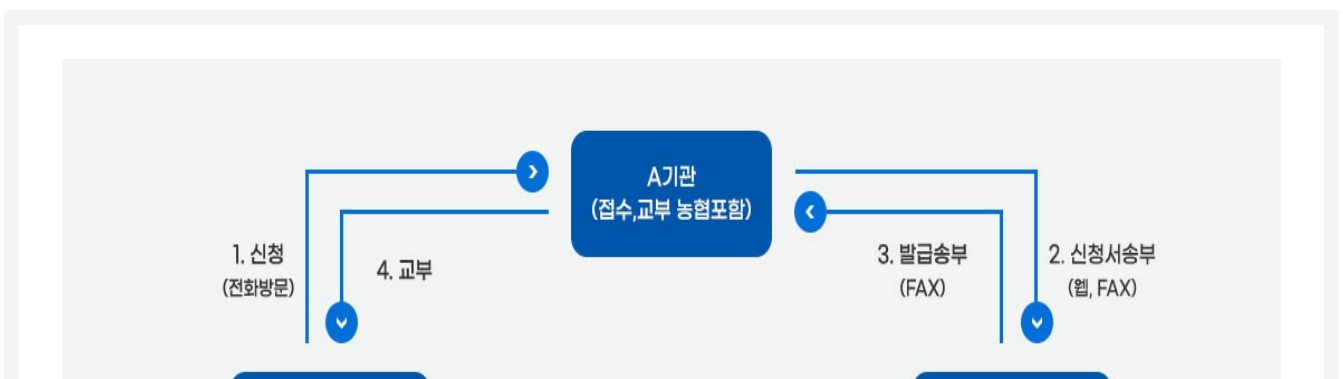 A기관
(접수,교부 농협포함)
1. 신청
(전화방문)
4. 교부
3. 발급송부
(FAX)
2. 신청서송부
(웹, FAX)